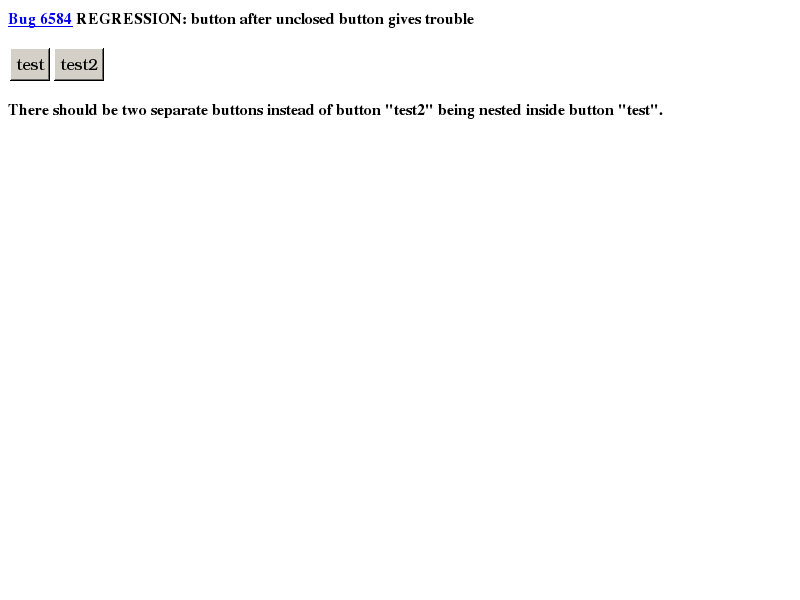 Bug 6584 REGRESSION: button after unclosed button gives trouble
test test2
There should be two separate buttons instead of button "test2" being nested inside button "test".